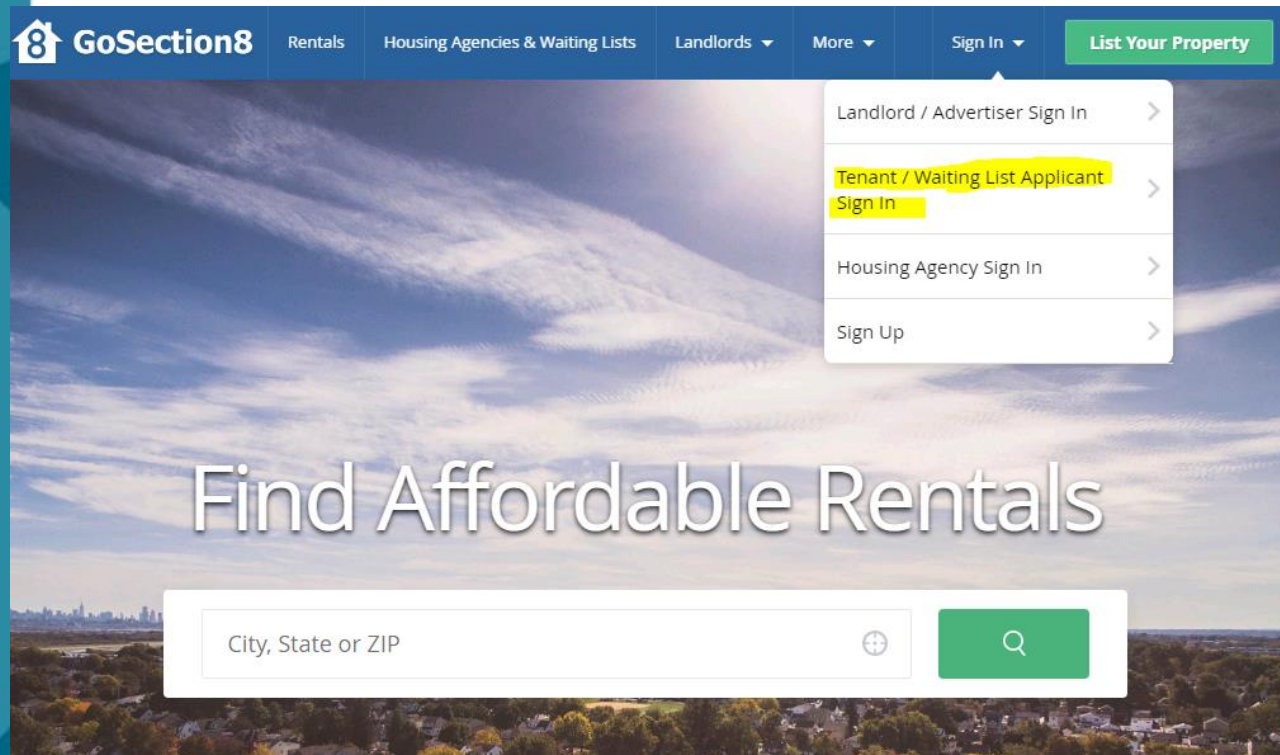 8 GoSection8 Rentals Housing Agencies & Waiting Lists Landlords More Sign In List Your Property
Landlord / Advertiser Sign In
Tenant / Waiting List Applicant
Sign In
Housing Agency Sign In
Sign Up
Find Affordable Rentals
City, State or ZIP